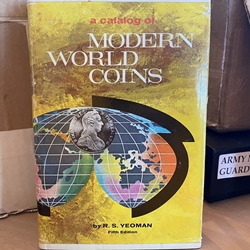 a catalog of
MODERN
WORLD
COINS
by R. S. YEOMAN
Fifth Edition
ARMY
GUARD